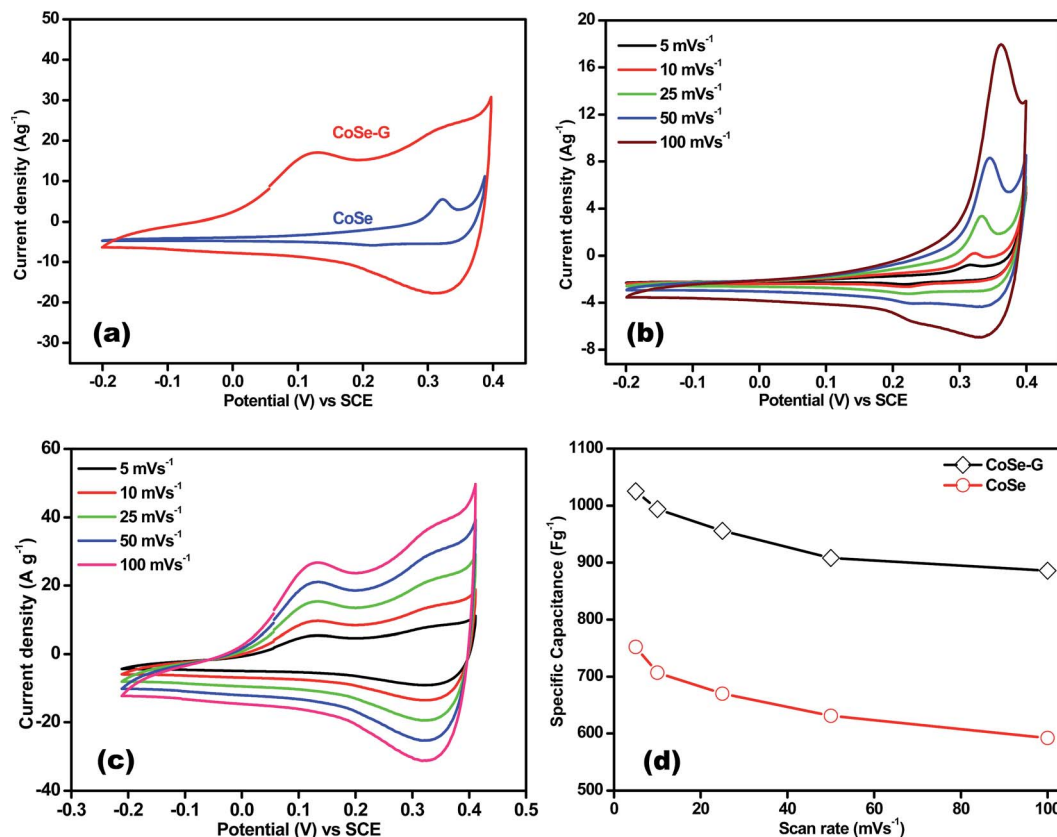 50
40
30
20
10
0
-10
-20
-30
Current density (Ag⁻¹)
CoSe-G
CoSe
(a)
-0.2 -0.1 0.0 0.1 0.2 0.3 0.4
Potential (V) vs SCE
20
16
12
8
4
0
-4
-8
Current density (Ag⁻¹)
5 mVs⁻¹
10 mVs⁻¹
25 mVs⁻¹
50 mVs⁻¹
100 mVs⁻¹
(b)
-0.2 -0.1 0.0 0.1 0.2 0.3 0.4
Potential (V) vs SCE
60
40
20
0
-20
-40
Current density (A g⁻¹)
5 mVs⁻¹
10 mVs⁻¹
25 mVs⁻¹
50 mVs⁻¹
100 mVs⁻¹
(c)
-0.3 -0.2 -0.1 0.0 0.1 0.2 0.3 0.4 0.5
Potential (V) vs SCE
1100
1000
900
800
700
600
500
Specific Capacitance (Fg⁻¹)
CoSe-G
CoSe
(d)
0 20 40 60 80 100
Scan rate (mVs⁻¹)